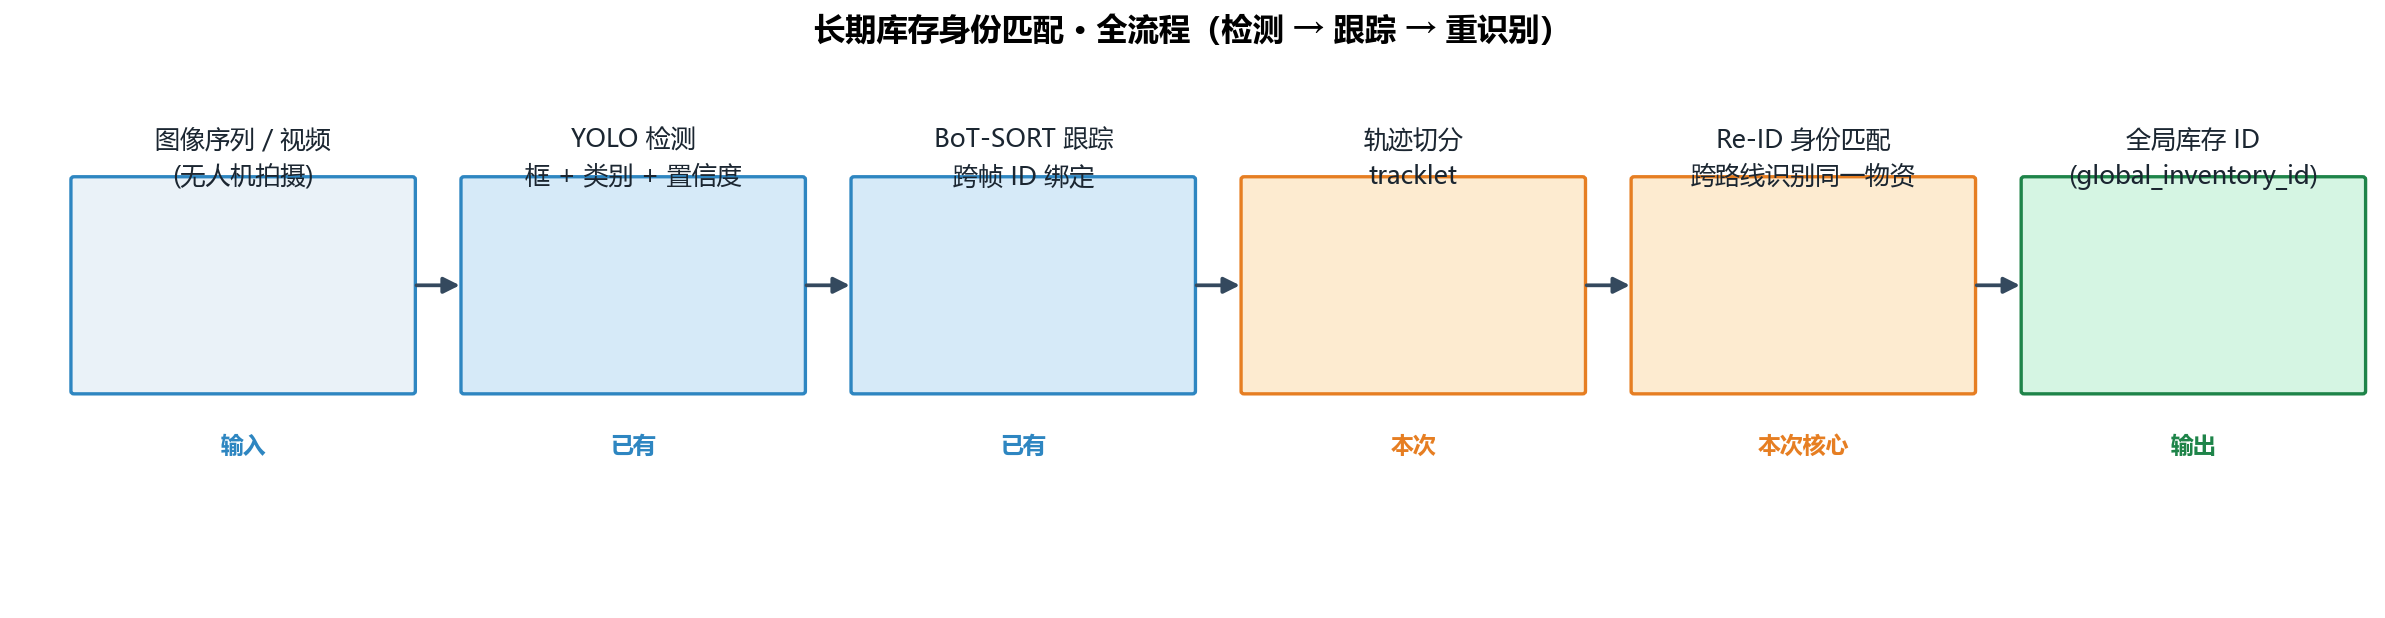 长期库存身份匹配 · 全流程（检测 → 跟踪 → 重识别）
图像序列 / 视频
(无人机拍摄)
YOLO 检测
框 + 类别 + 置信度
BoT-SORT 跟踪
跨帧 ID 绑定
轨迹切分
tracklet
Re-ID 身份匹配
跨路线识别同一物资
全局库存 ID
(global_inventory_id)
输入
已有
已有
本次
本次核心
输出